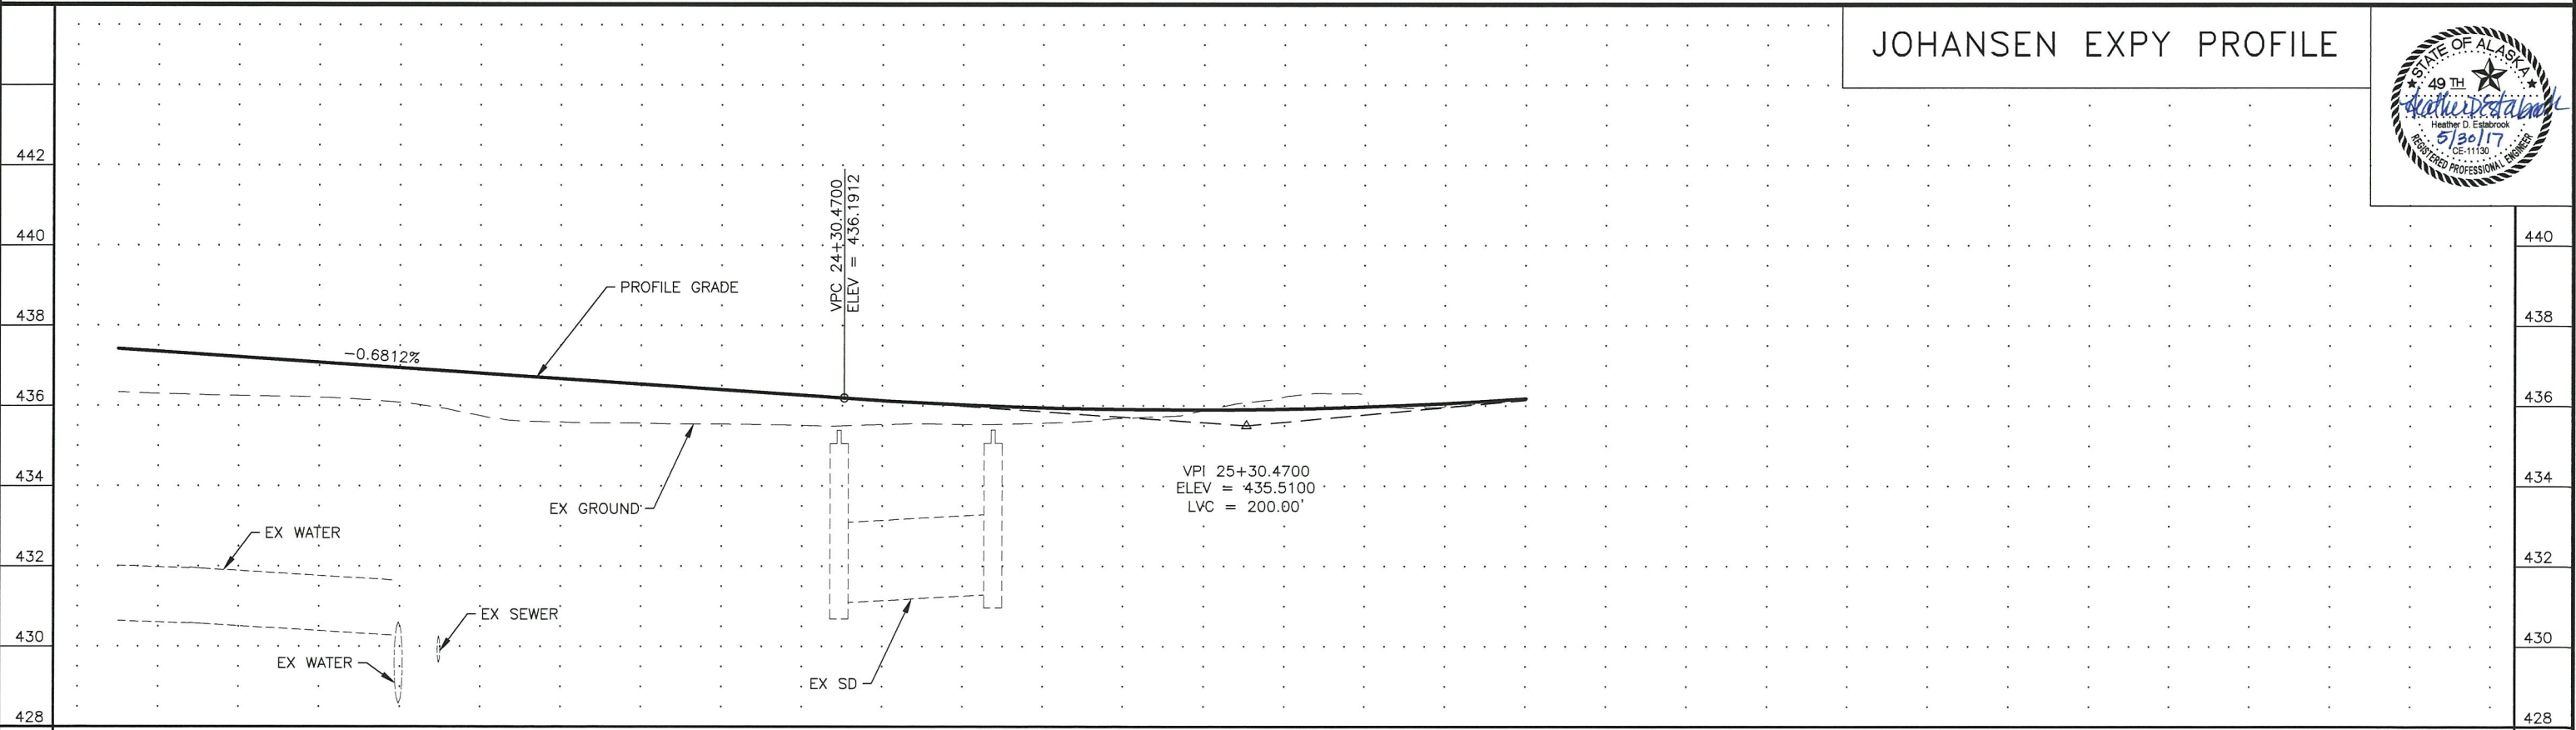 JOHANSEN EXPY PROFILE
STATE OF ALASKA
49 TH
Heather D Estabrook
Heather D. Estabrook
5/30/17
CE-11130
REGISTERED PROFESSIONAL ENGINEER
442
440
438
436
434
432
430
428
VPC 24+30.4700
ELEV = 436.1912
PROFILE GRADE
-0.6812%
EX GROUND
VPI 25+30.4700
ELEV = 435.5100
LVC = 200.00'
EX WATER
EX SEWER
EX WATER
EX SD
440
438
436
434
432
430
428